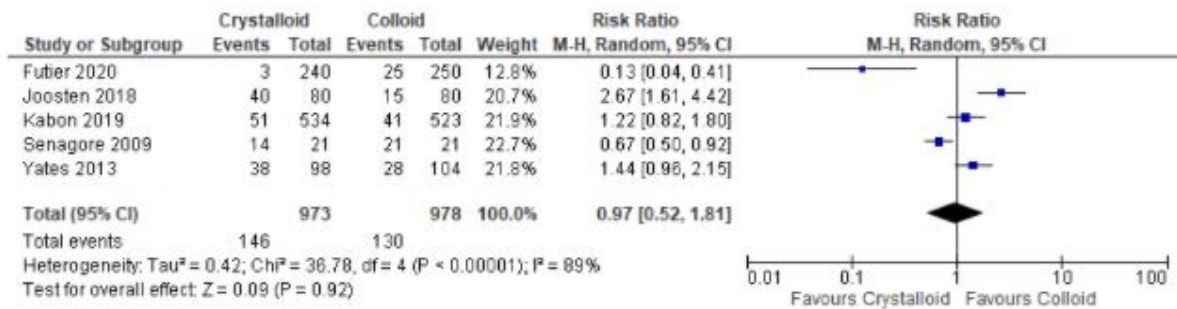 Crystalloid Colloid Risk Ratio Risk Ratio
Study or Subgroup Events Total Events Total Weight M-H, Random, 95% CI M-H, Random, 95% CI
Futier 2020 3 240 25 250 12.8% 0.13 [0.04, 0.41]
Joosten 2018 40 80 15 80 20.7% 2.67 [1.61, 4.42]
Kabon 2019 51 534 41 523 21.9% 1.22 [0.82, 1.80]
Senagore 2009 14 21 21 21 22.7% 0.67 [0.50, 0.92]
Yates 2013 38 98 28 104 21.8% 1.44 [0.96, 2.15]
Total (95% CI) 973 978 100.0% 0.97 [0.52, 1.81]
Total events 146 130
Heterogeneity: Tau² = 0.42; Chi² = 36.78, df = 4 (P < 0.00001); I² = 89%
Test for overall effect: Z = 0.09 (P = 0.92)
0.01 0.1 1 10 100
Favours Crystalloid Favours Colloid